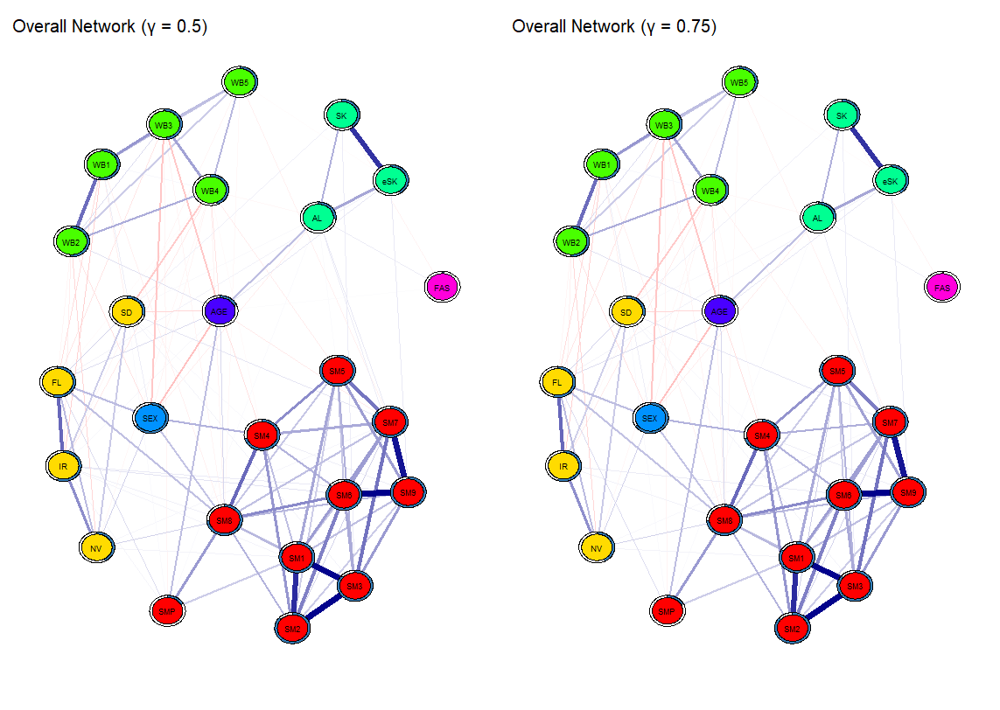 Overall Network (γ = 0.5)
WB5
SK
WB3
WB1
eSK
WB4
AL
WB2
FAS
SD
AGE
SM5
FL
SEX
SM7
SM4
IR
SM6
SM9
SM8
NV
SM1
SM3
SMP
SM2
Overall Network (γ = 0.75)
WB5
SK
WB3
WB1
eSK
WB4
AL
WB2
FAS
SD
AGE
SM5
FL
SEX
SM7
SM4
IR
SM6
SM9
SM8
NV
SM1
SM3
SMP
SM2